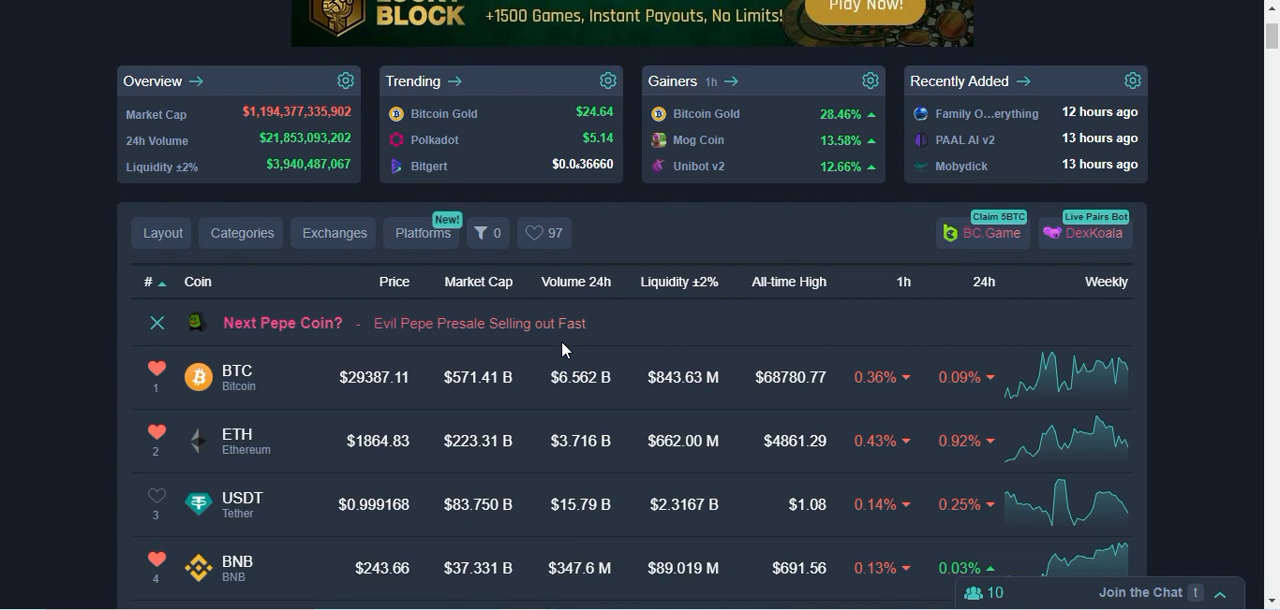 LUCKY
BLOCK
+1500 Games, Instant Payouts, No Limits!
Play Now!
Overview →
Market Cap $1,194,377,335,902
24h Volume $21,853,093,202
Liquidity ±2% $3,940,487,067
Trending →
Bitcoin Gold $24.64
Polkadot $5.14
Bitgert $0.0₆36660
Gainers 1h →
Bitcoin Gold 28.46%
Mog Coin 13.58%
Unibot v2 12.66%
Recently Added →
Family O...erything 12 hours ago
PAAL AI v2 13 hours ago
Mobydick 13 hours ago
Layout Categories Exchanges Platforms New! 0 97 Claim 5BTC BC.Game Live Pairs Bot DexKoala
# Coin Price Market Cap Volume 24h Liquidity ±2% All-time High 1h 24h Weekly
Next Pepe Coin? - Evil Pepe Presale Selling out Fast
1 BTC Bitcoin $29387.11 $571.41 B $6.562 B $843.63 M $68780.77 0.36% 0.09%
2 ETH Ethereum $1864.83 $223.31 B $3.716 B $662.00 M $4861.29 0.43% 0.92%
3 USDT Tether $0.999168 $83.750 B $15.79 B $2.3167 B $1.08 0.14% 0.25%
4 BNB BNB $243.66 $37.331 B $347.6 M $89.019 M $691.56 0.13% 0.03%
10 Join the Chat t